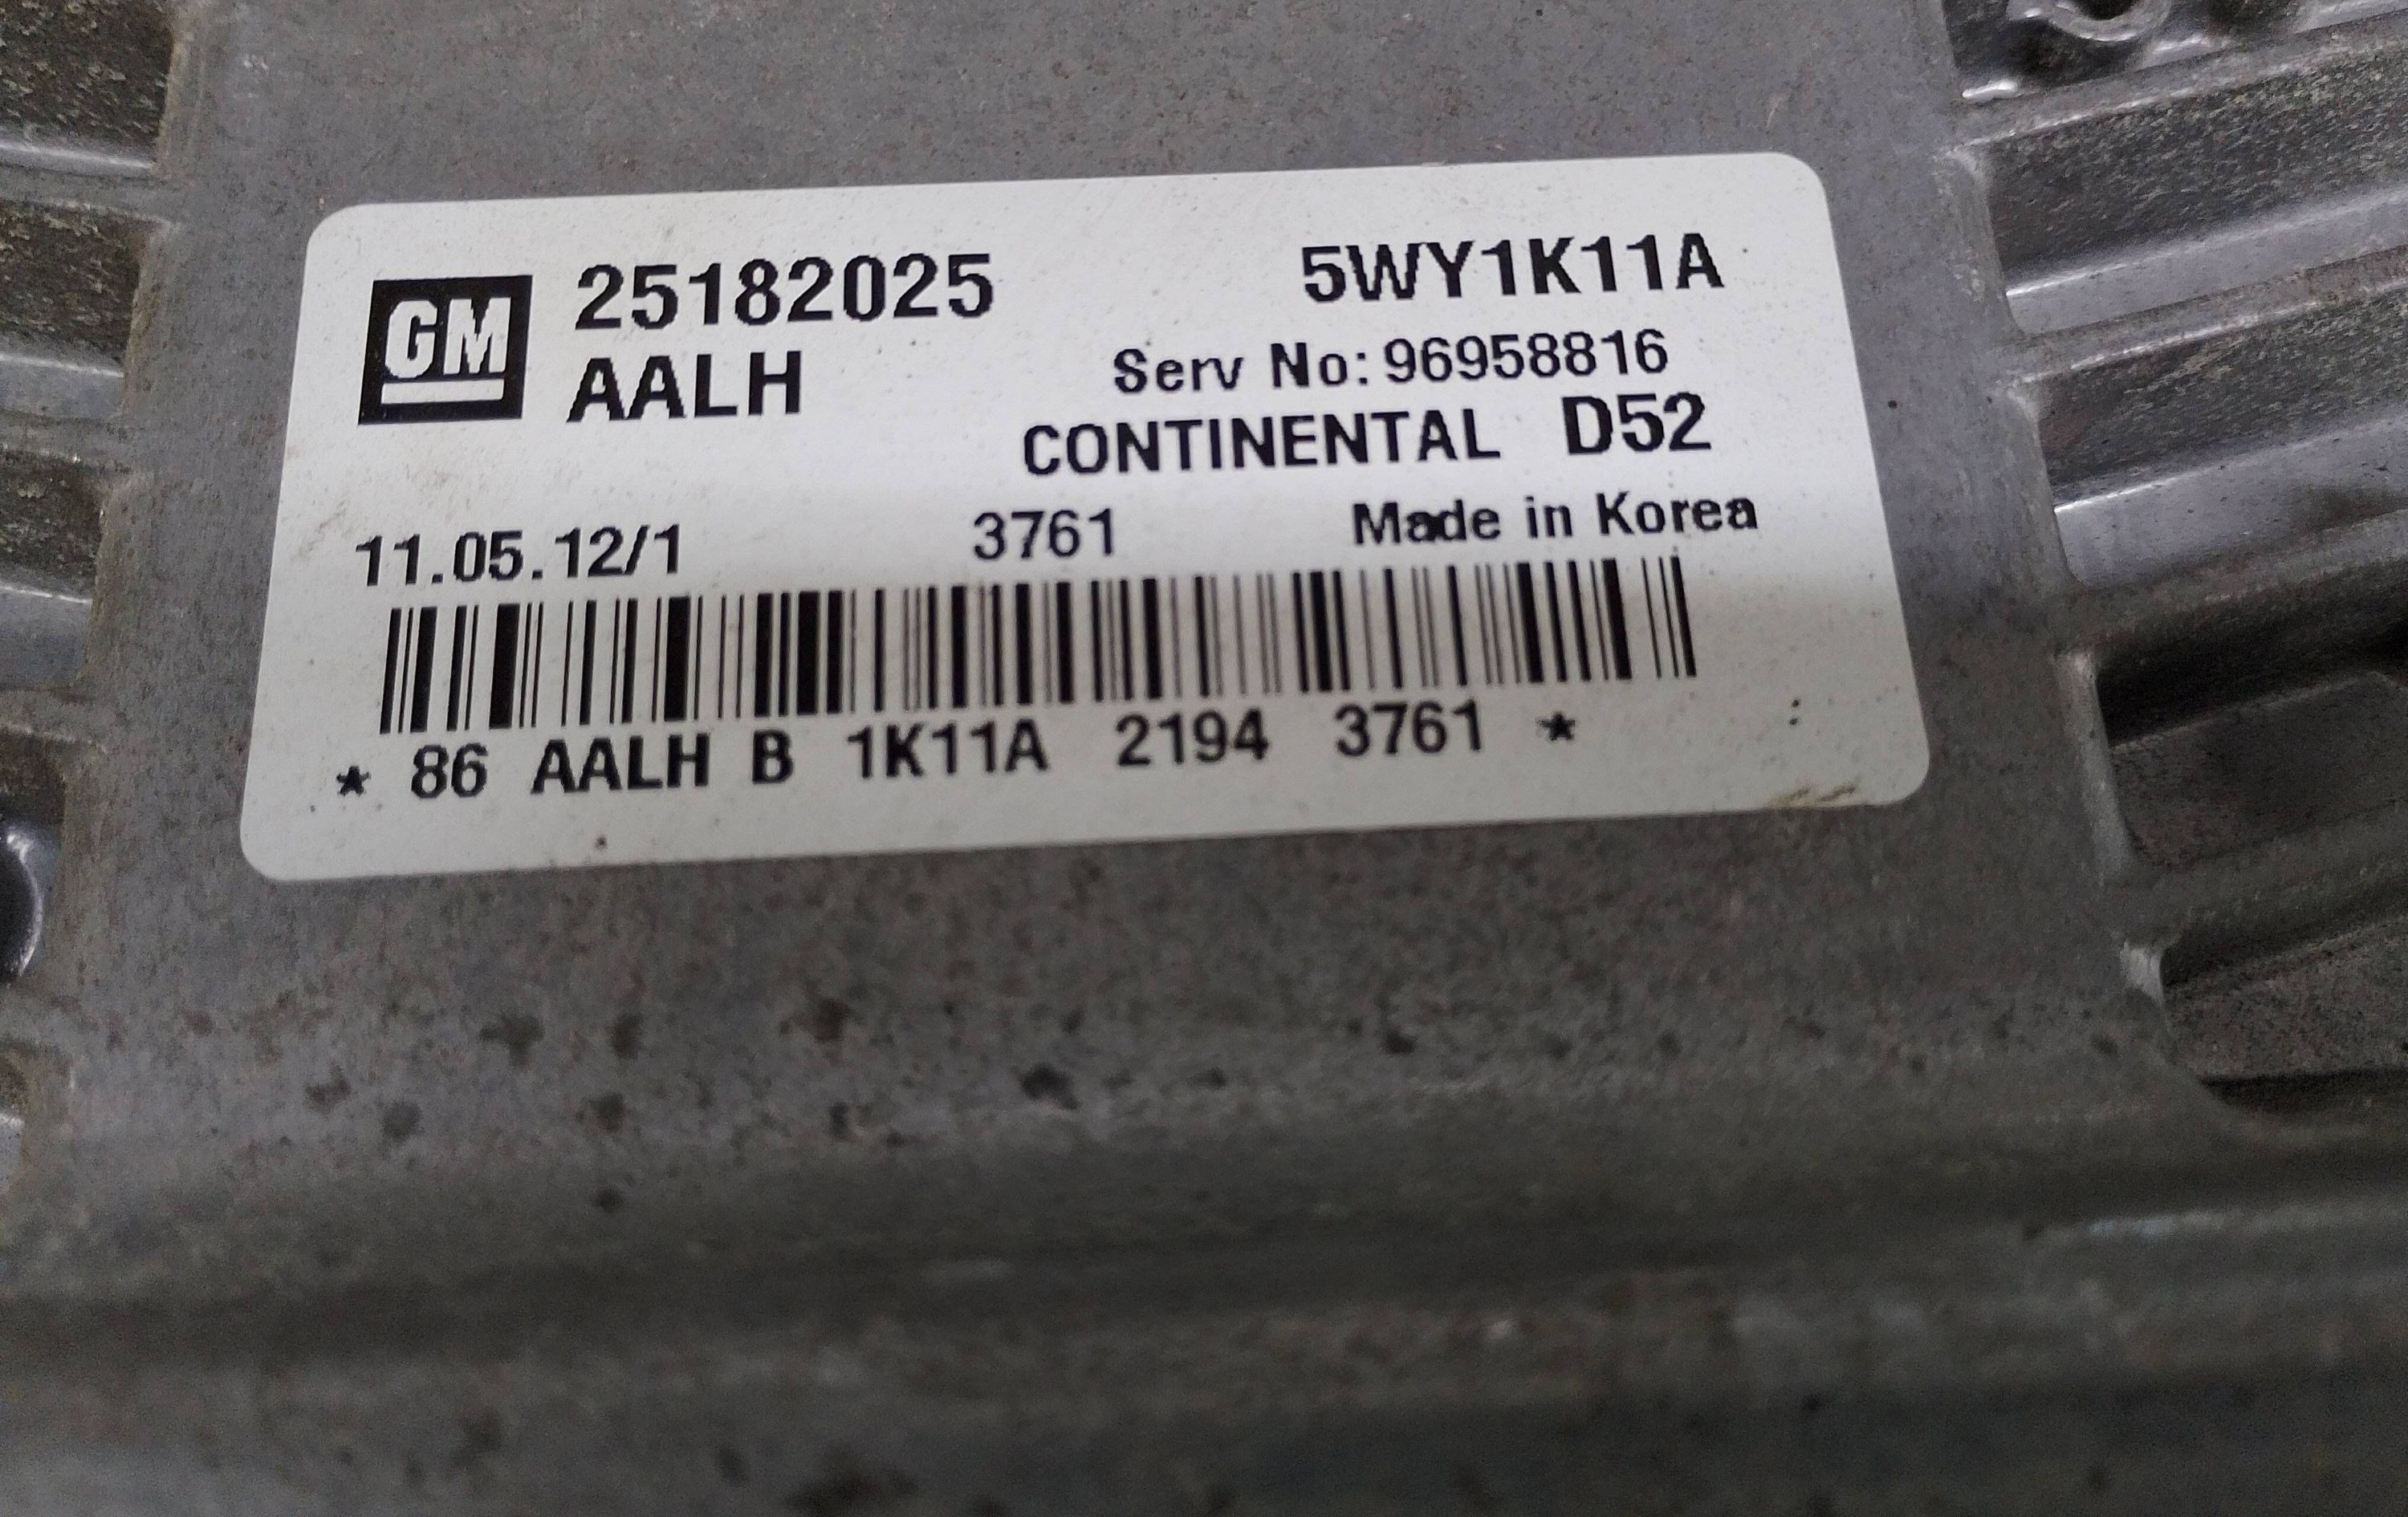 GM 25182025 5WY1K11A
AALH Serv No: 96958816
CONTINENTAL D52
11.05.12/1 3761 Made in Korea
* 86 AALH B 1K11A 2194 3761 *